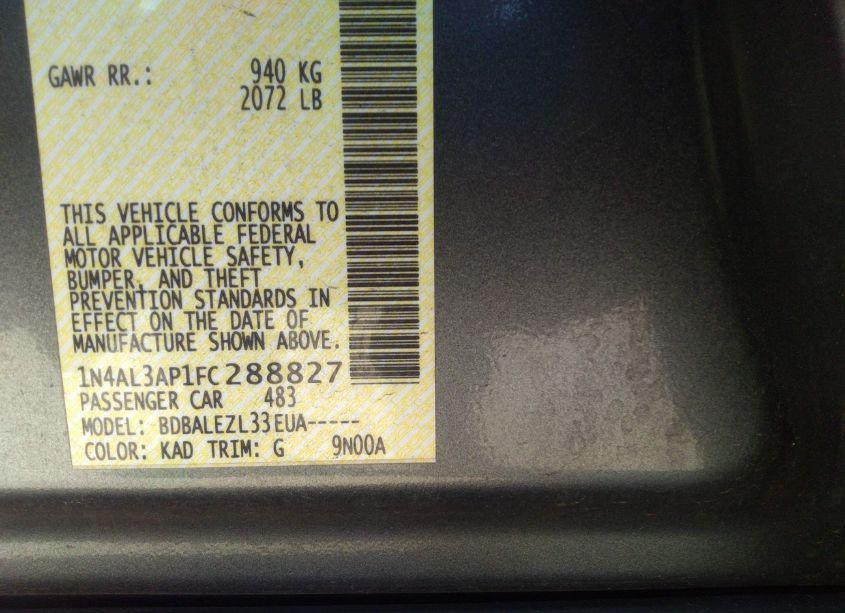 GAWR RR.: 940 KG
2072 LB
THIS VEHICLE CONFORMS TO
ALL APPLICABLE FEDERAL
MOTOR VEHICLE SAFETY,
BUMPER, AND THEFT
PREVENTION STANDARDS IN
EFFECT ON THE DATE OF
MANUFACTURE SHOWN ABOVE.
1N4AL3AP1FC288827
PASSENGER CAR 483
MODEL: BDBALEZL33EUA-----
COLOR: KAD TRIM: G 9N00A